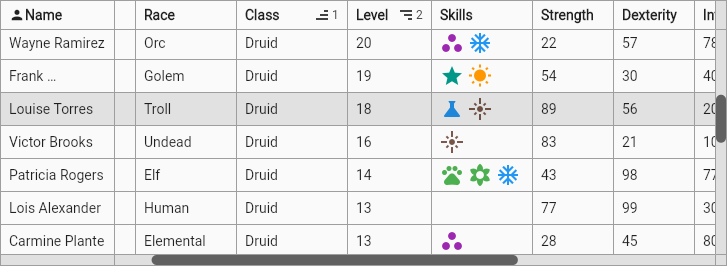 Name Race Class 1 Level 2 Skills Strength Dexterity
Wayne Ramirez Orc Druid 20 22 57 78
Frank ... Golem Druid 19 54 30 40
Louise Torres Troll Druid 18 89 56 20
Victor Brooks Undead Druid 16 83 21 10
Patricia Rogers Elf Druid 14 43 98 77
Lois Alexander Human Druid 13 77 99 30
Carmine Plante Elemental Druid 13 28 45 80